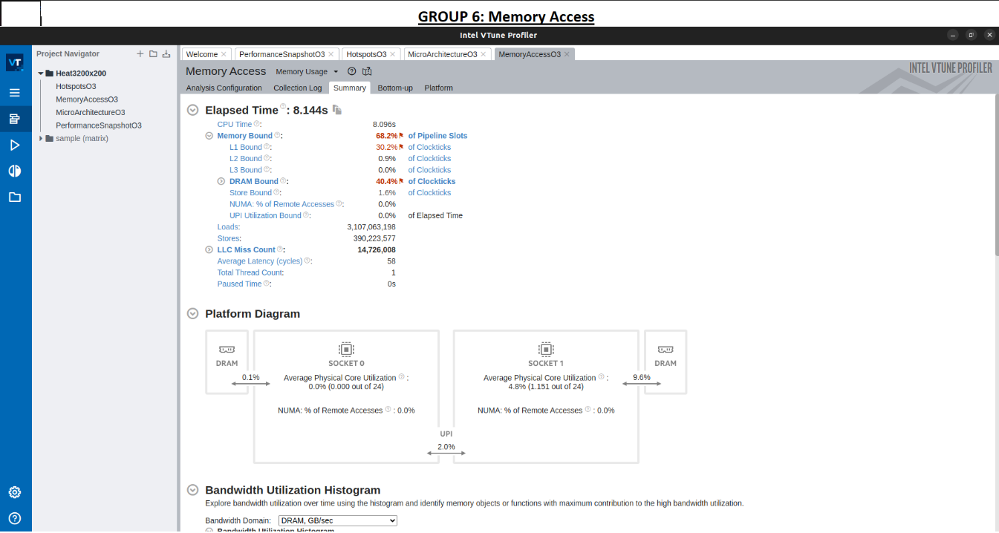 GROUP 6: Memory Access
Intel VTune Profiler
VT
Project Navigator
Welcome
PerformanceSnapshotO3
HotspotsO3
MicroArchitectureO3
MemoryAccessO3
Heat3200x200
HotspotsO3
MemoryAccessO3
MicroArchitectureO3
PerformanceSnapshotO3
sample (matrix)
Memory Access Memory Usage
INTEL VTUNE PROFILER
Analysis Configuration Collection Log Summary Bottom-up Platform
Elapsed Time: 8.144s
CPU Time: 8.096s
Memory Bound: 68.2% of Pipeline Slots
L1 Bound: 30.2% of Clockticks
L2 Bound: 0.9% of Clockticks
L3 Bound: 0.0% of Clockticks
DRAM Bound: 40.4% of Clockticks
Store Bound: 1.6% of Clockticks
NUMA: % of Remote Accesses: 0.0%
UPI Utilization Bound: 0.0% of Elapsed Time
Loads: 3,107,063,198
Stores: 390,223,577
LLC Miss Count: 14,726,008
Average Latency (cycles): 58
Total Thread Count: 1
Paused Time: 0s
Platform Diagram
DRAM
0.1%
SOCKET 0
Average Physical Core Utilization :
0.0% (0.000 out of 24)
NUMA: % of Remote Accesses : 0.0%
SOCKET 1
Average Physical Core Utilization :
4.8% (1.151 out of 24)
NUMA: % of Remote Accesses : 0.0%
DRAM
9.6%
UPI
2.0%
Bandwidth Utilization Histogram
Explore bandwidth utilization over time using the histogram and identify memory objects or functions with maximum contribution to the high bandwidth utilization.
Bandwidth Domain: DRAM, GB/sec
Bandwidth Utilization Histogram